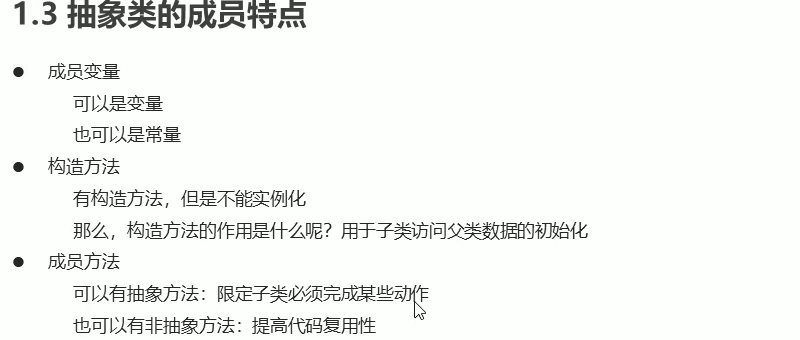 1.3 抽象类的成员特点
● 成员变量
可以是变量
也可以是常量
● 构造方法
有构造方法，但是不能实例化
那么，构造方法的作用是什么呢？用于子类访问父类数据的初始化
● 成员方法
可以有抽象方法：限定子类必须完成某些动作
也可以有非抽象方法：提高代码复用性